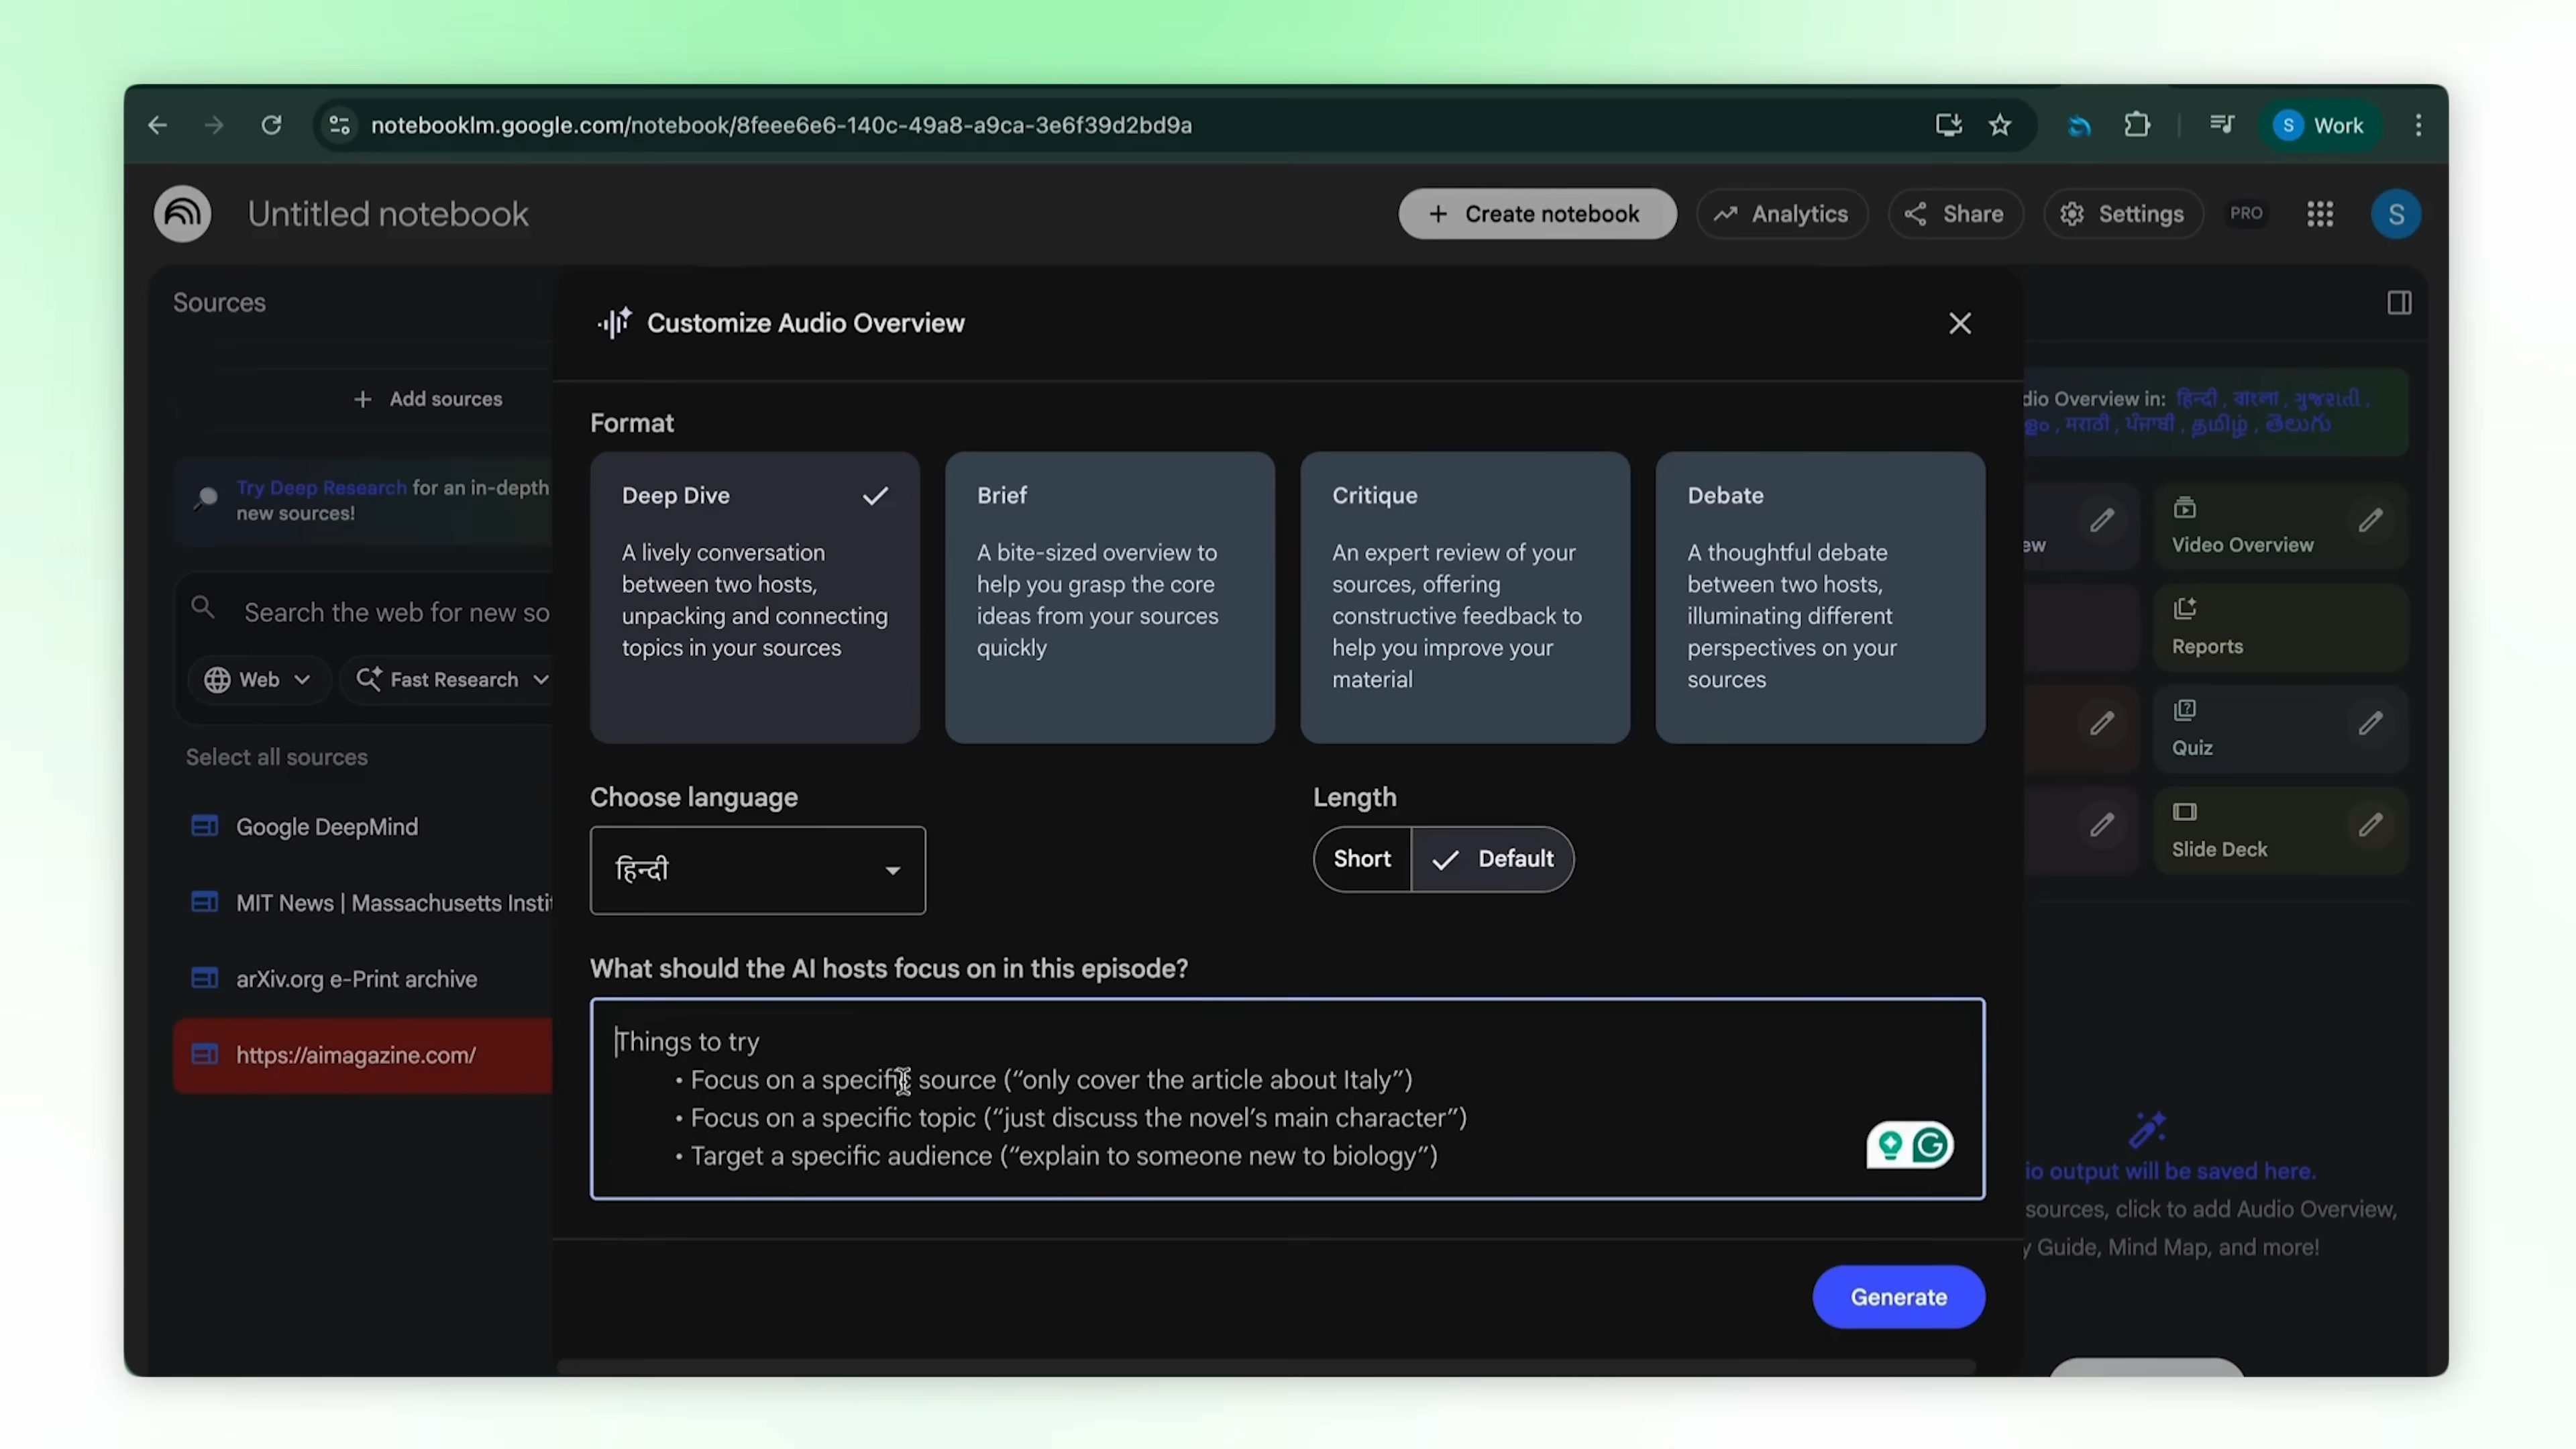 notebooklm.google.com/notebook/8feee6e6-140c-49a8-a9ca-3e6f39d2bd9a
S Work
Untitled notebook
+ Create notebook
Analytics
Share
Settings
PRO
S
Sources
Customize Audio Overview
+ Add sources
Try Deep Research for an in-depth
new sources!
Search the web for new so
Web
Fast Research
Select all sources
Google DeepMind
MIT News | Massachusetts Insti
arXiv.org e-Print archive
https://aimagazine.com/
Format
Deep Dive
A lively conversation
between two hosts,
unpacking and connecting
topics in your sources
Brief
A bite-sized overview to
help you grasp the core
ideas from your sources
quickly
Critique
An expert review of your
sources, offering
constructive feedback to
help you improve your
material
Debate
A thoughtful debate
between two hosts,
illuminating different
perspectives on your
sources
Choose language
हिन्दी
Length
Short
Default
What should the AI hosts focus on in this episode?
Things to try
• Focus on a specific source (“only cover the article about Italy”)
• Focus on a specific topic (“just discuss the novel’s main character”)
• Target a specific audience (“explain to someone new to biology”)
Generate
dio Overview in: हिन्दी, বাংলা, ગુજરાતી,
, मराठी, ਪੰਜਾਬੀ, தமிழ், తెలుగు
ew
Video Overview
Reports
Quiz
Slide Deck
io output will be saved here.
sources, click to add Audio Overview,
y Guide, Mind Map, and more!